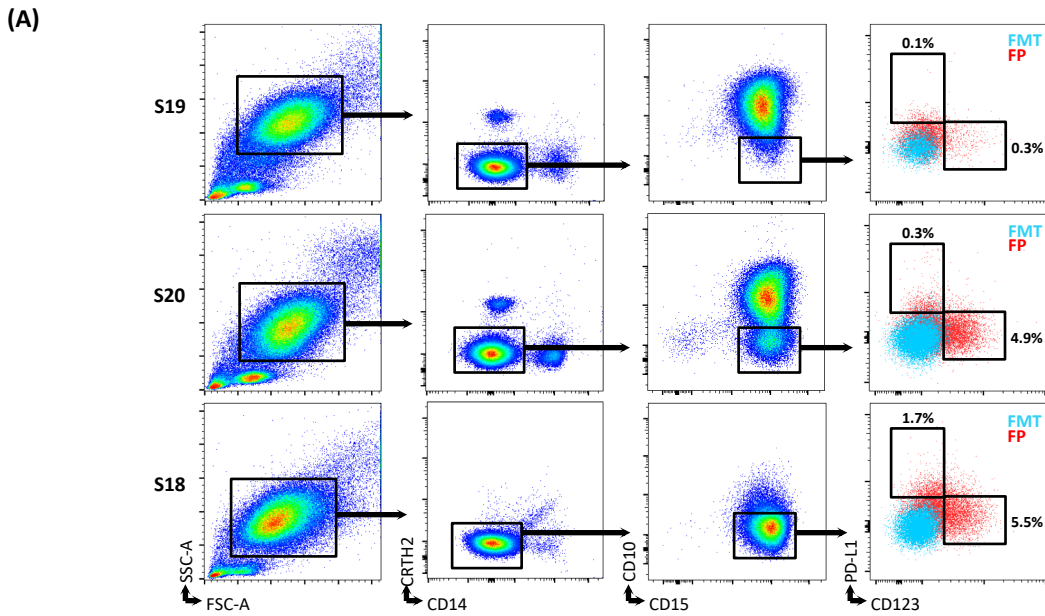 (A)
S19
0.1%
FMT
FP
0.3%
S20
0.3%
FMT
FP
4.9%
S18
1.7%
FMT
FP
5.5%
SSC-A
FSC-A
CRTH2
CD14
CD10
CD15
PD-L1
CD123